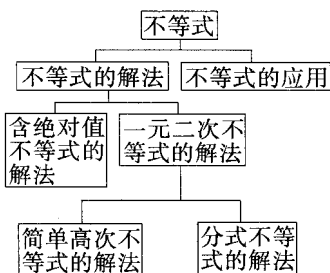 不等式
不等式的解法
不等式的应用
含绝对值
不等式的
解法
一元二次不
等式的解法
简单高次不
等式的解法
分式不等
式的解法